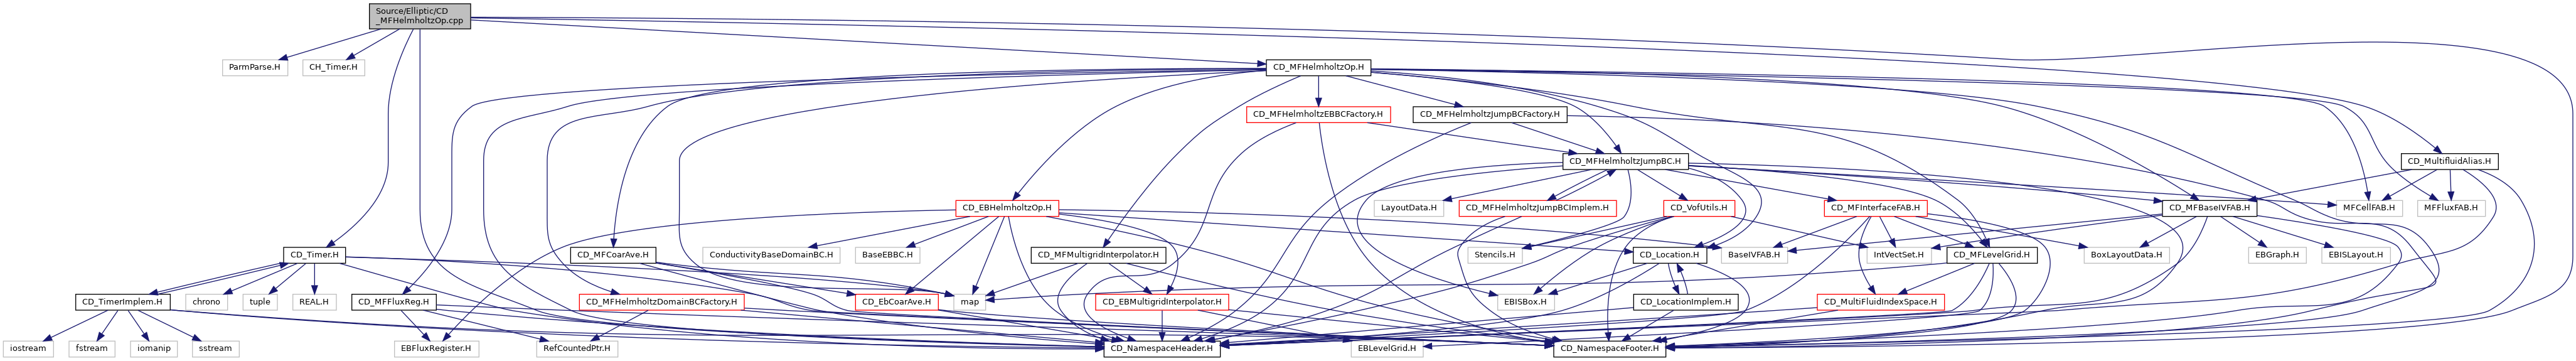 Source/Elliptic/CD
_MFHelmholtzOp.cpp
ParmParse.H
CH_Timer.H
CD_MFHelmholtzOp.H
CD_MFHelmholtzEBBCFactory.H
CD_MFHelmholtzJumpBCFactory.H
CD_MFHelmholtzJumpBC.H
CD_MultifluidAlias.H
CD_EBHelmholtzOp.H
LayoutData.H
CD_MFHelmholtzJumpBCImplem.H
CD_VofUtils.H
CD_MFInterfaceFAB.H
CD_MFBaseIVFAB.H
MFCellFAB.H
MFFluxFAB.H
CD_Timer.H
CD_MFCoarAve.H
ConductivityBaseDomainBC.H
BaseEBBC.H
CD_MFMultigridInterpolator.H
Stencils.H
CD_Location.H
BaseIVFAB.H
IntVectSet.H
CD_MFLevelGrid.H
BoxLayoutData.H
EBGraph.H
EBISLayout.H
CD_TimerImplem.H
chrono
tuple
REAL.H
CD_MFFluxReg.H
CD_MFHelmholtzDomainBCFactory.H
CD_EbCoarAve.H
map
CD_EBMultigridInterpolator.H
EBISBox.H
CD_LocationImplem.H
CD_MultiFluidIndexSpace.H
iostream
fstream
iomanip
sstream
EBFluxRegister.H
RefCountedPtr.H
CD_NamespaceHeader.H
EBLevelGrid.H
CD_NamespaceFooter.H